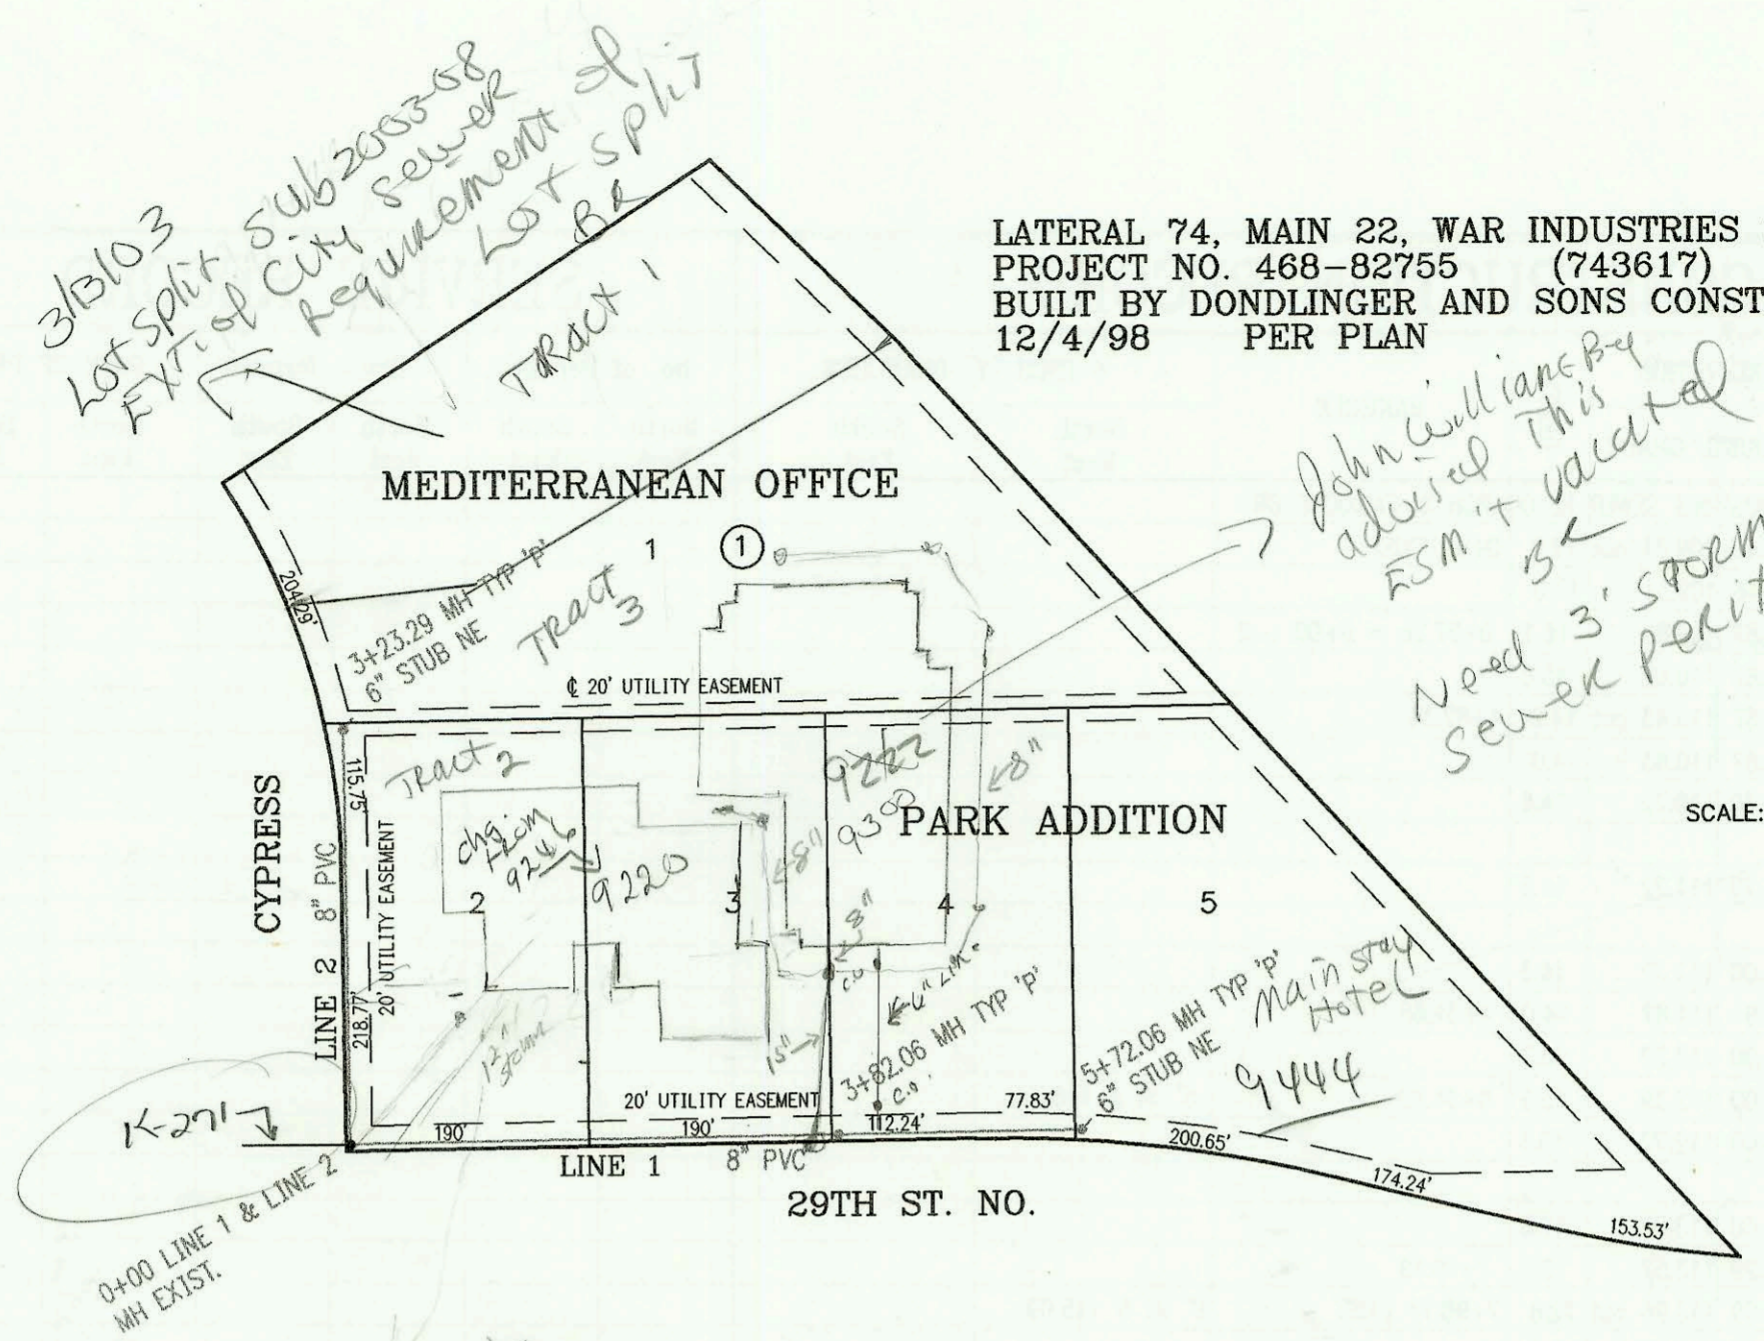 3/13/03
Lot Split Sub2003-08
EXT. of City sewer
Requirement of
Lot Split
BR
LATERAL 74, MAIN 22, WAR INDUSTRIES
PROJECT NO. 468-82755 (743617)
BUILT BY DONDLINGER AND SONS CONST
12/4/98 PER PLAN
TRACT 1
John
advised This
ESM't vacated
BR
Need 3' STORM
Sewer
MEDITERRANEAN OFFICE
1
1
204.29'
3+23.29 MH TYP 'P'
6" STUB NE
TRACT 3
℄ 20' UTILITY EASEMENT
TRACT 2
115.75'
9222
9300
8"
PARK ADDITION
SCALE:
CYPRESS
LINE 2 8" PVC
20' UTILITY EASEMENT
218.77'
chg. from
9246
9220
8"
2
3
4
5
8"
C.O
12"
15"
3+82.06 MH TYP 'P'
C.O.
5+72.06 MH TYP 'P'
6" STUB NE
Main Stay
Hotel
9444
20' UTILITY EASEMENT
190'
190'
112.24'
77.83'
200.65'
174.24'
153.53'
K-271
LINE 1 8" PVC
29TH ST. NO.
0+00 LINE 1 & LINE 2
MH EXIST.